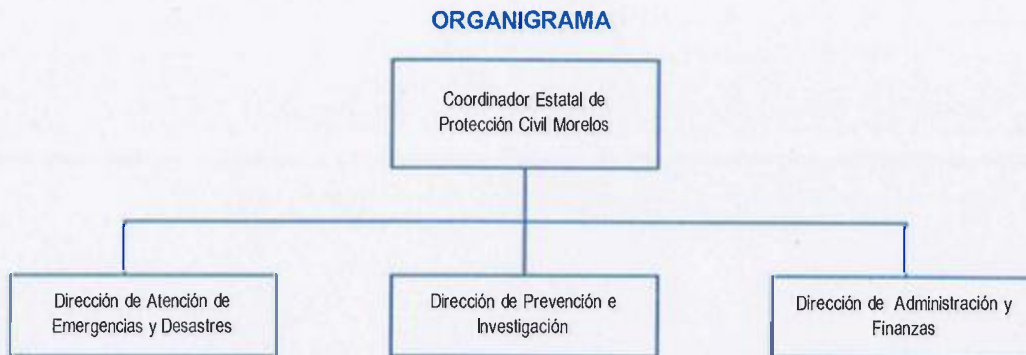 ORGANIGRAMA
Coordinador Estatal de
Protección Civil Morelos
Dirección de Atención de
Emergencias y Desastres
Dirección de Prevención e
Investigación
Dirección de Administración y
Finanzas